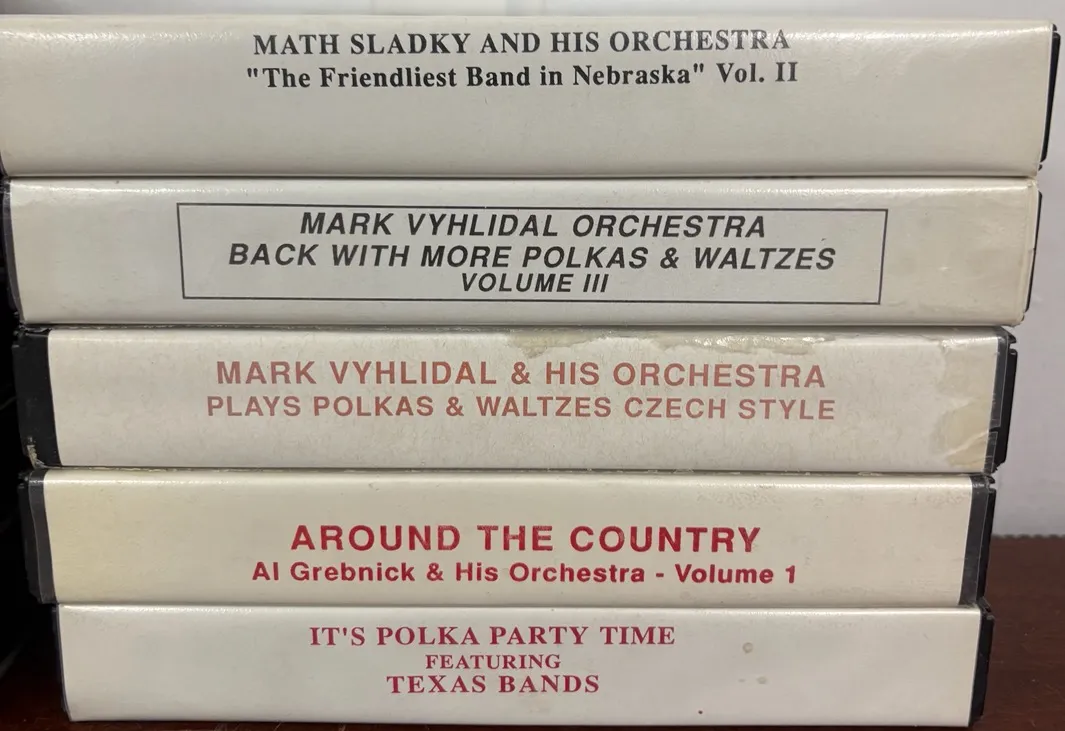 MATH SLADKY AND HIS ORCHESTRA
"The Friendliest Band in Nebraska" Vol. II
MARK VYHLIDAL ORCHESTRA
BACK WITH MORE POLKAS & WALTZES
VOLUME III
MARK VYHLIDAL & HIS ORCHESTRA
PLAYS POLKAS & WALTZES CZECH STYLE
AROUND THE COUNTRY
Al Grebnick & His Orchestra - Volume 1
IT'S POLKA PARTY TIME
FEATURING
TEXAS BANDS